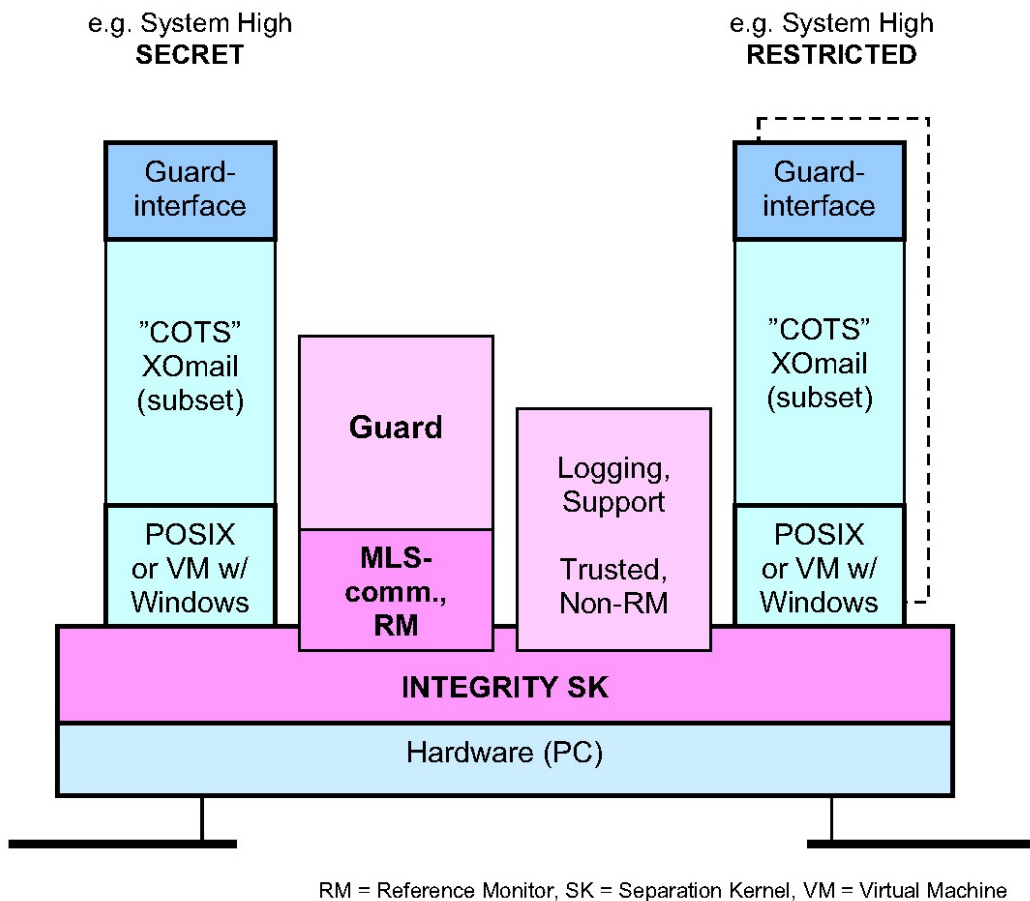 e.g. System High
SECRET
e.g. System High
RESTRICTED
Guard-
interface
”COTS”
XOmail
(subset)
POSIX
or VM w/
Windows
Guard
MLS-
comm.,
RM
Logging,
Support
Trusted,
Non-RM
Guard-
interface
”COTS”
XOmail
(subset)
POSIX
or VM w/
Windows
INTEGRITY SK
Hardware (PC)
RM = Reference Monitor, SK = Separation Kernel, VM = Virtual Machine